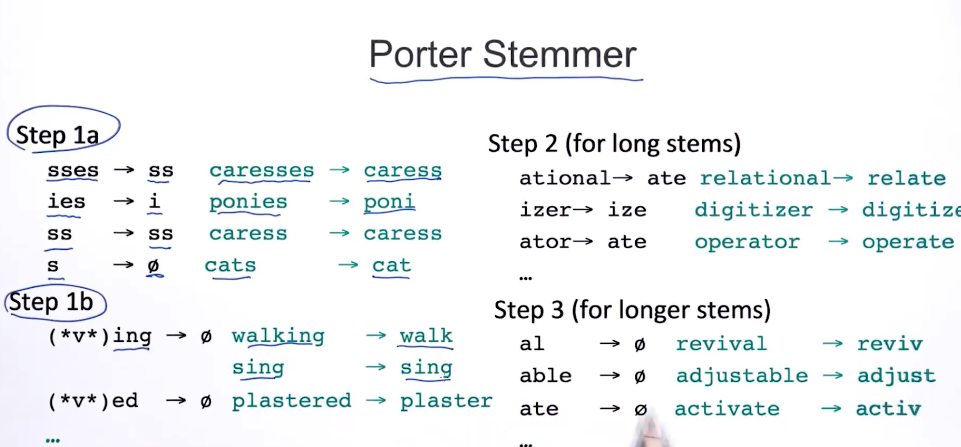 Porter Stemmer
Step 1a
sses → ss caresses → caress
ies → i ponies → poni
ss → ss caress → caress
s → ø cats → cat
Step 1b
(*v*)ing → ø walking → walk
sing → sing
(*v*)ed → ø plastered → plaster
…
Step 2 (for long stems)
ational→ ate relational→ relate
izer→ ize digitizer → digitize
ator→ ate operator → operate
…
Step 3 (for longer stems)
al → ø revival → reviv
able → ø adjustable → adjust
ate → ø activate → activ
…